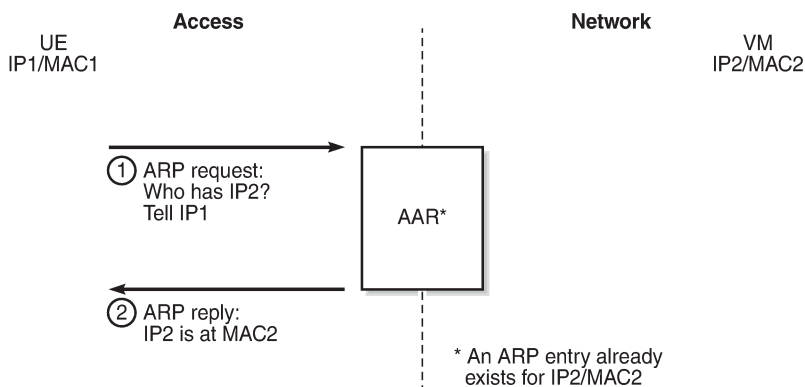 Access
Network
UE
IP1/MAC1
VM
IP2/MAC2
1 ARP request:
Who has IP2?
Tell IP1
AAR*
2 ARP reply:
IP2 is at MAC2
* An ARP entry already
exists for IP2/MAC2